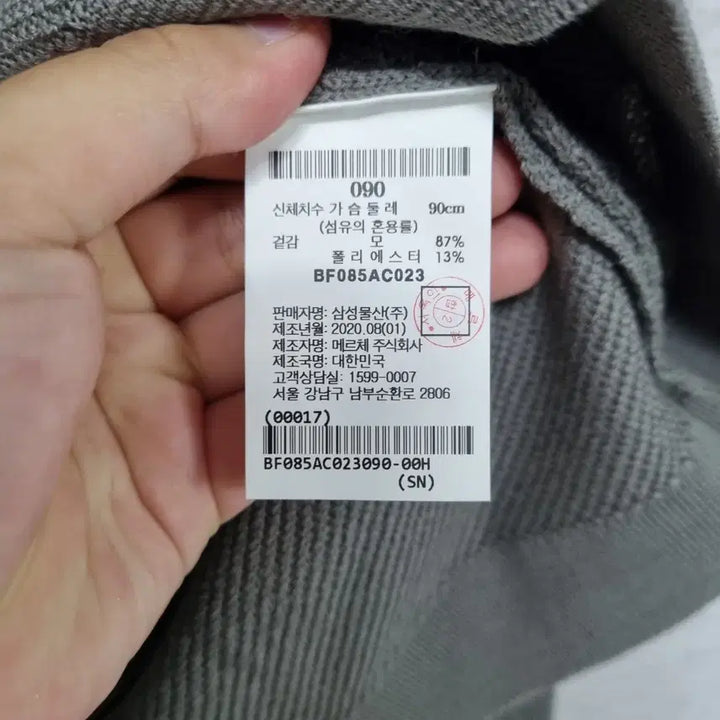 090
신체치수 가슴둘레 90cm
(섬유의 혼용률)
겉감 모 87%
폴리에스터 13%
BF085AC023
판매자명: 삼성물산(주)
제조년월: 2020.08(01)
제조자명: 메르체 주식회사
제조국명: 대한민국
고객상담실: 1599-0007
서울 강남구 남부순환로 2806
(00017)
BF085AC023090-00H
(SN)